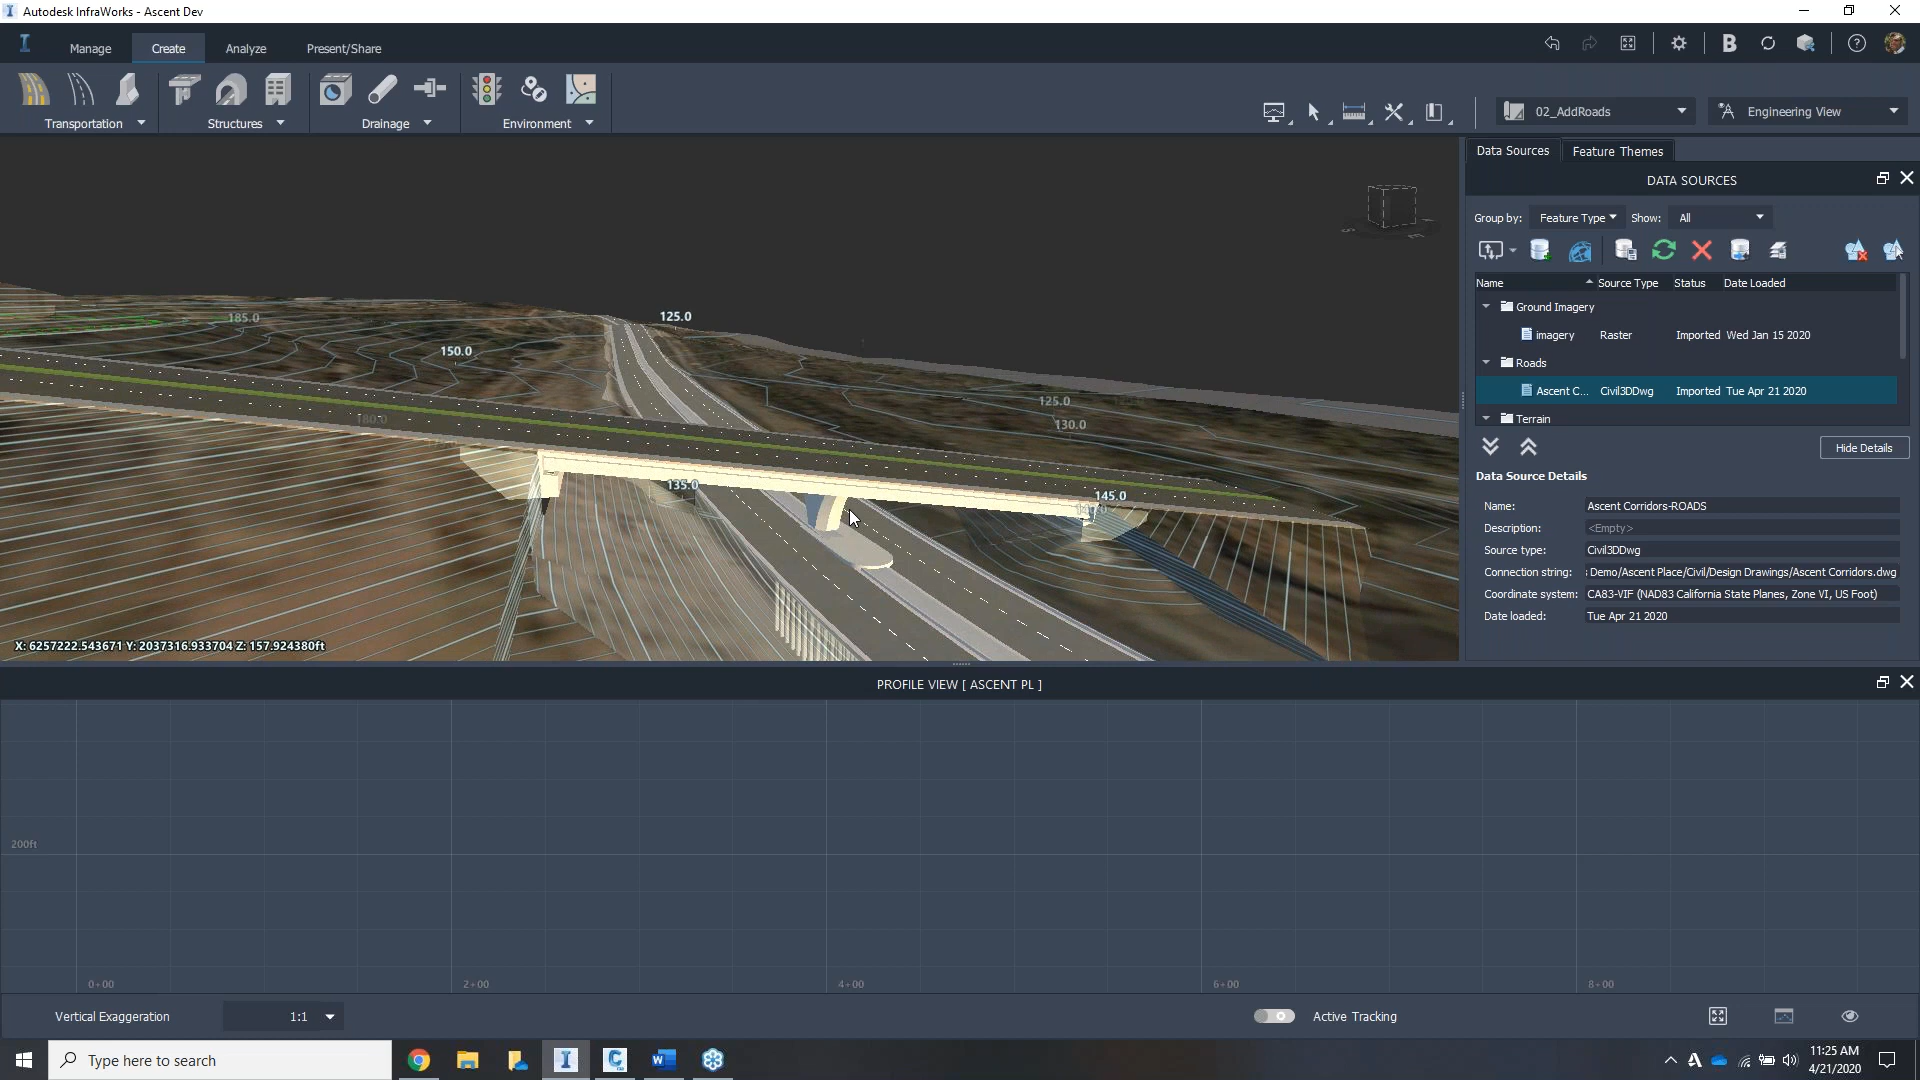 Autodesk InfraWorks - Ascent Dev
Manage Create Analyze Present/Share
Transportation Structures Drainage Environment
02_AddRoads Engineering View
Data Sources Feature Themes
DATA SOURCES
Group by: Feature Type Show: All
Name Source Type Status Date Loaded
Ground Imagery
imagery Raster Imported Wed Jan 15 2020
Roads
Ascent C... Civil3DDwg Imported Tue Apr 21 2020
Terrain
Hide Details
Data Source Details
Name: Ascent Corridors-ROADS
Description: <Empty>
Source type: Civil3DDwg
Connection string: : Demo/Ascent Place/Civil/Design Drawings/Ascent Corridors.dwg
Coordinate system: CA83-VIF (NAD83 California State Planes, Zone VI, US Foot)
Date loaded: Tue Apr 21 2020
185.0
125.0
150.0
125.0
180.0
130.0
135.0
145.0
X: 6257222.543671 Y: 2037316.933704 Z: 157.924380ft
PROFILE VIEW [ ASCENT PL ]
200ft
0+00 2+00 4+00 6+00 8+00
Vertical Exaggeration 1:1 Active Tracking
Type here to search
11:25 AM
4/21/2020